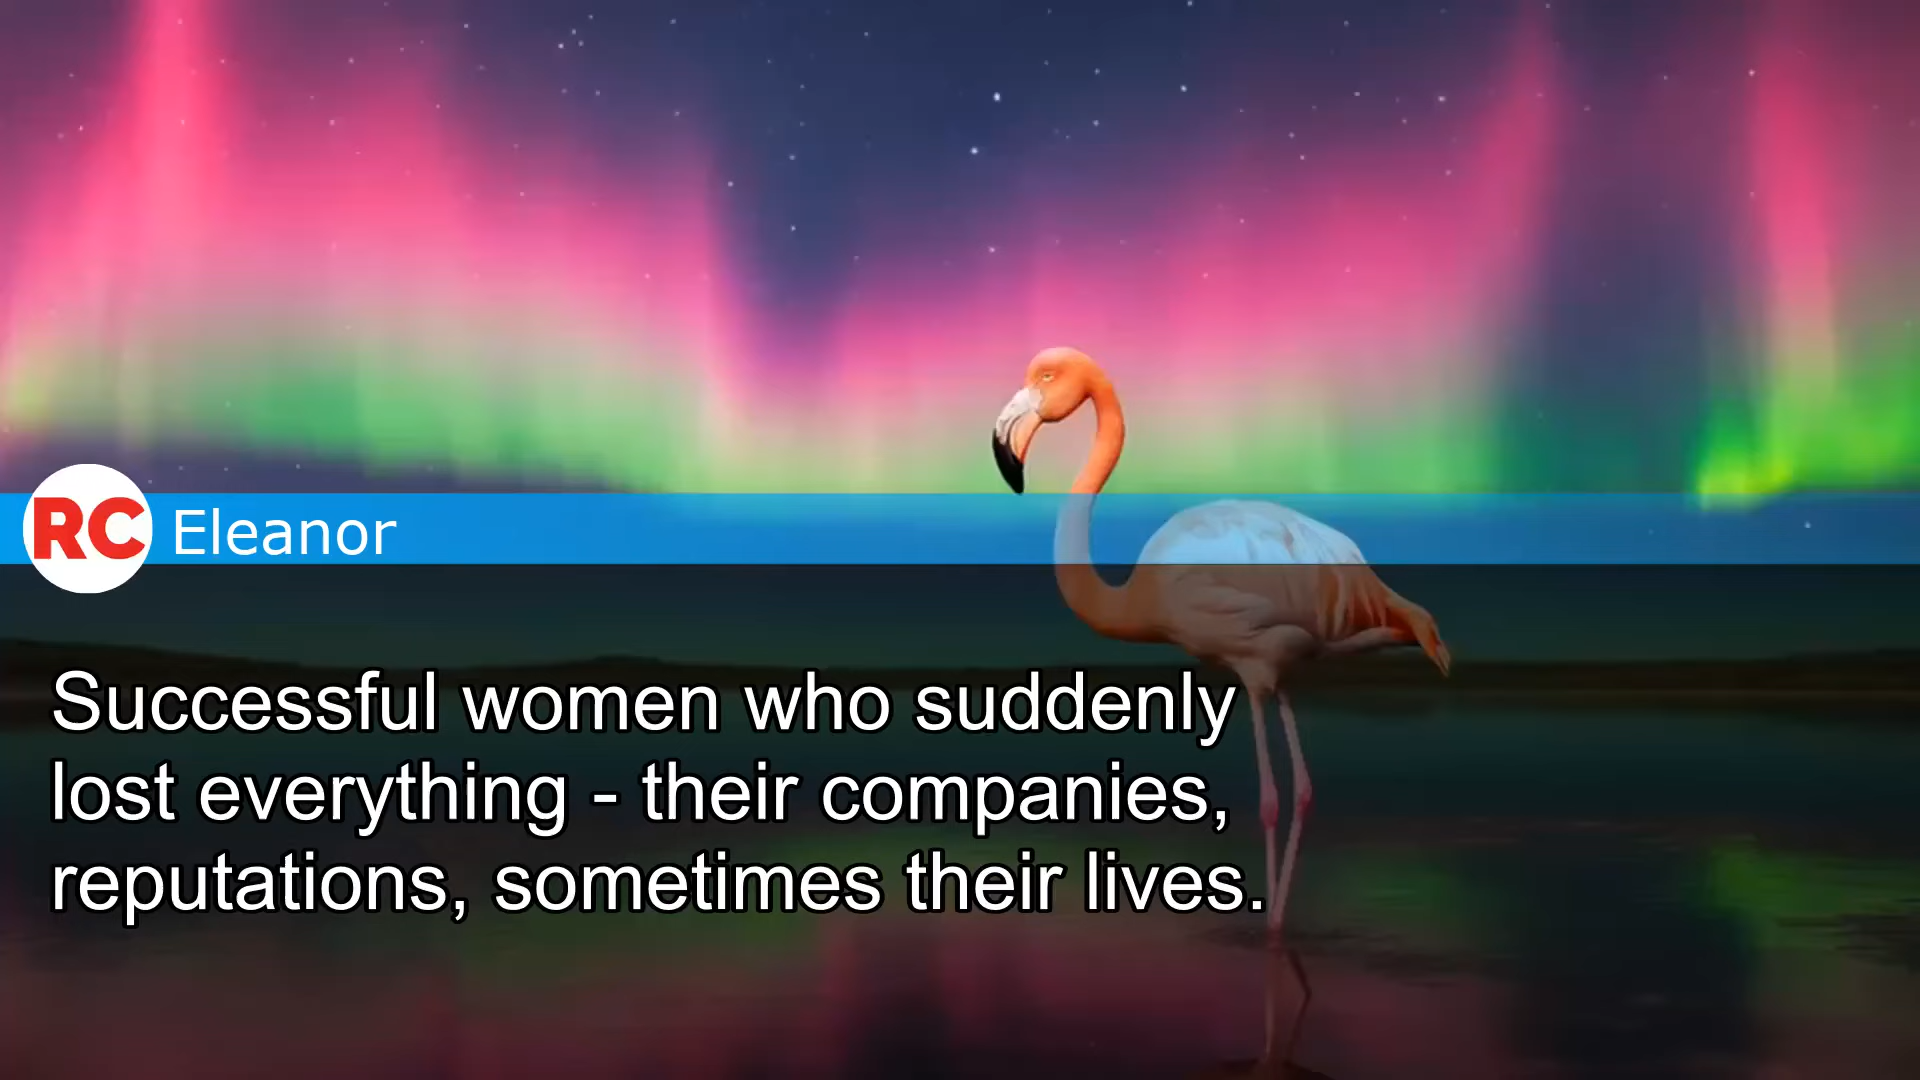 RC Eleanor
Successful women who suddenly
lost everything - their companies,
reputations, sometimes their lives.